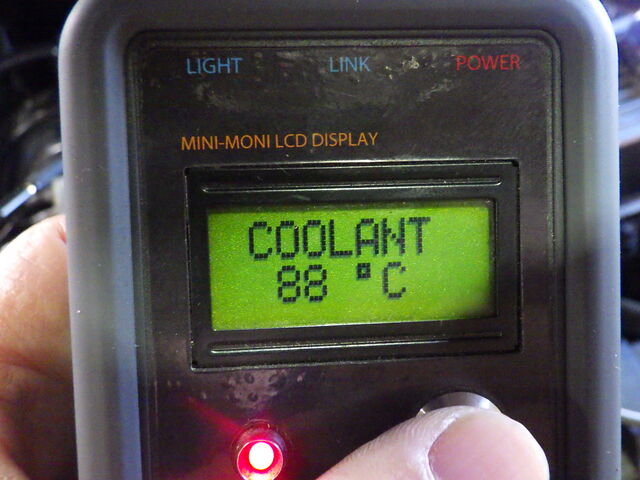 LIGHT LINK POWER
MINI-MONI LCD DISPLAY
COOLANT
88 °C